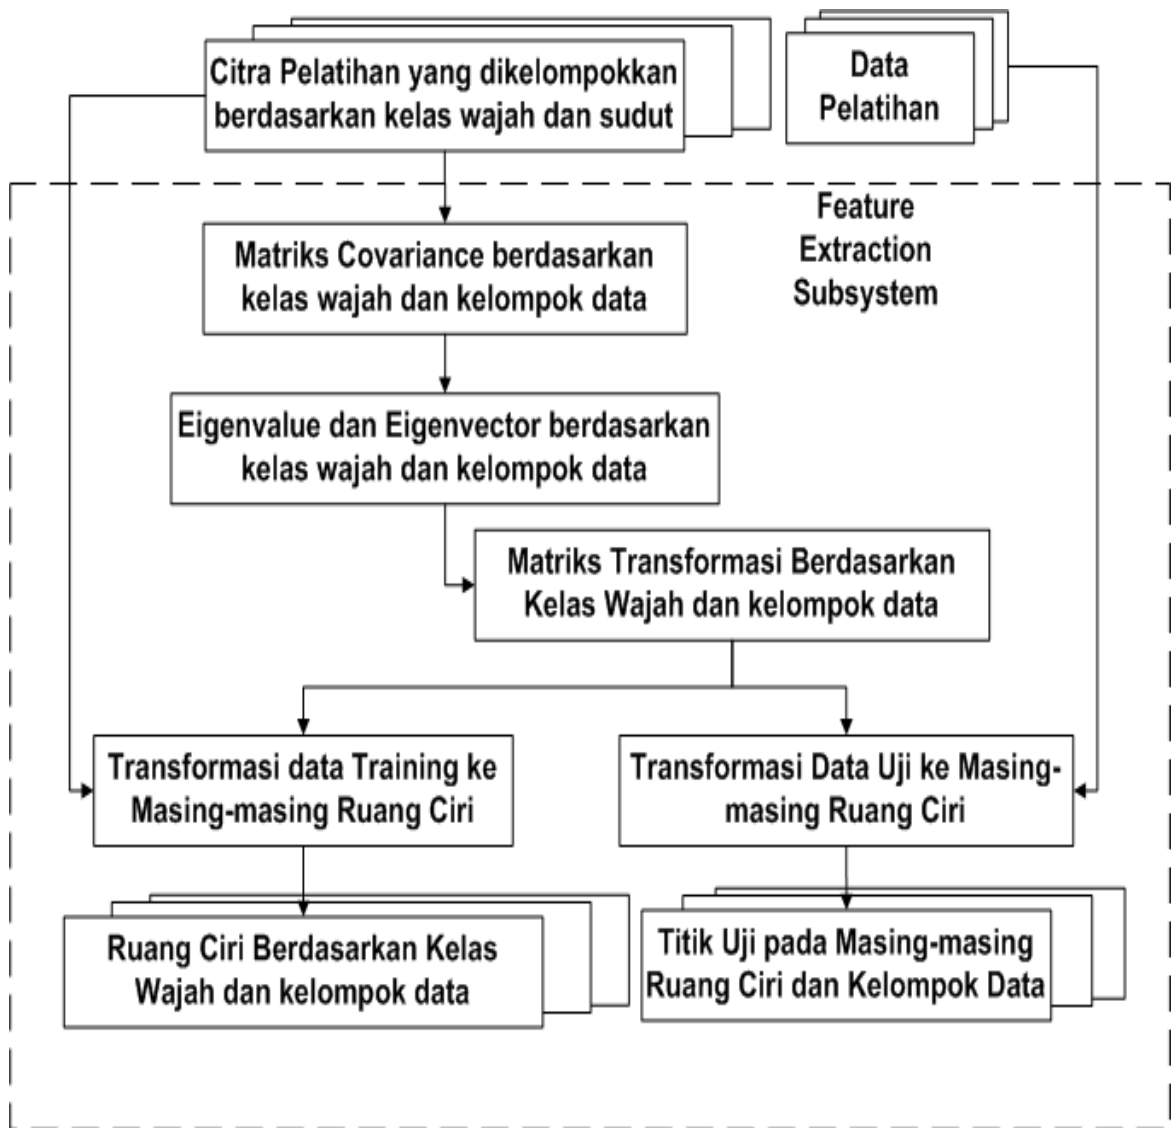 Citra Pelatihan yang dikelompokkan
berdasarkan kelas wajah dan sudut
Data
Pelatihan
Feature
Extraction
Subsystem
Matriks Covariance berdasarkan
kelas wajah dan kelompok data
Eigenvalue dan Eigenvector berdasarkan
kelas wajah dan kelompok data
Matriks Transformasi Berdasarkan
Kelas Wajah dan kelompok data
Transformasi data Training ke
Masing-masing Ruang Ciri
Transformasi Data Uji ke Masing-
masing Ruang Ciri
Ruang Ciri Berdasarkan Kelas
Wajah dan kelompok data
Titik Uji pada Masing-masing
Ruang Ciri dan Kelompok Data